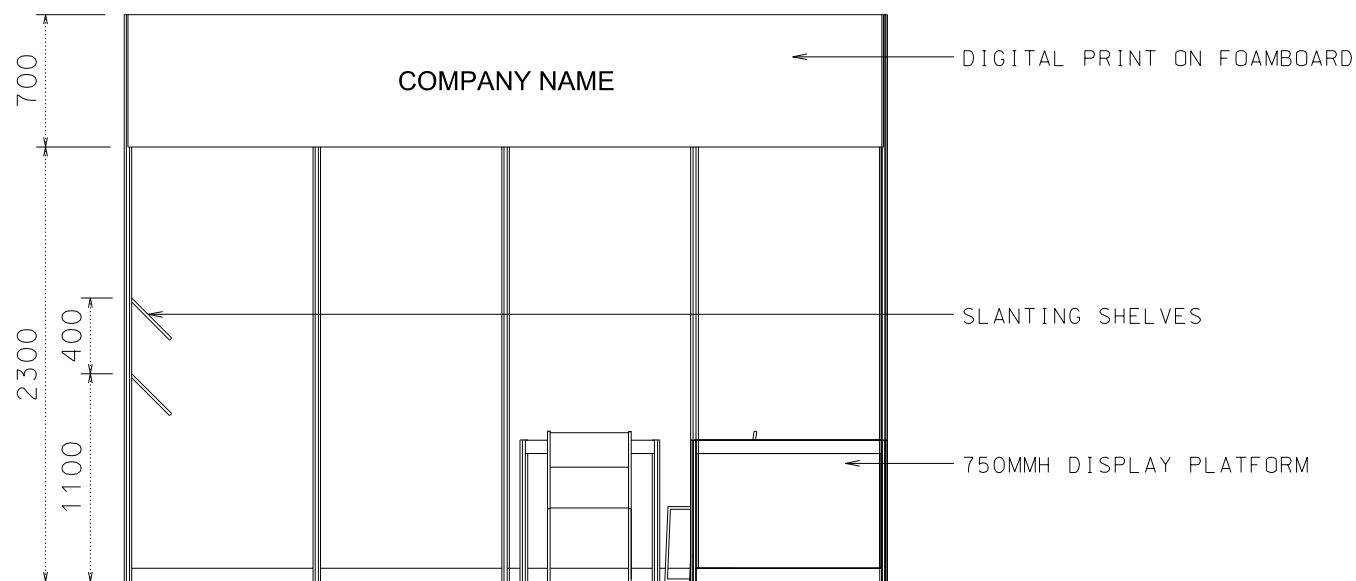 700
DIGITAL PRINT ON FOAMBOARD
COMPANY NAME
2300
400
SLANTING SHELVES
1100
750MMH DISPLAY PLATFORM